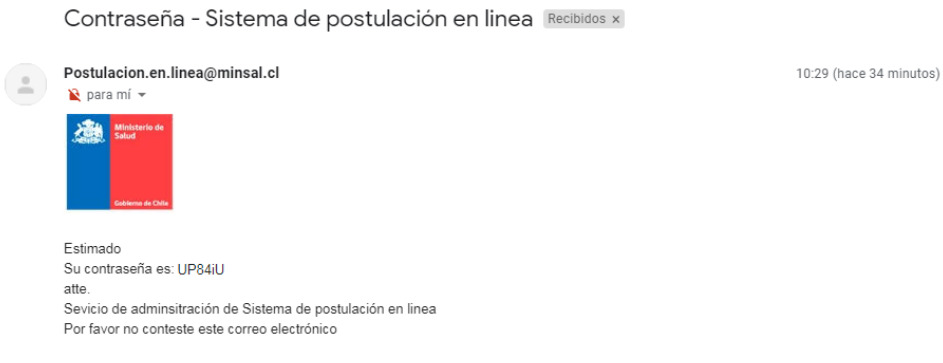 Contraseña - Sistema de postulación en linea Recibidos x
Postulacion.en.linea@minsal.cl 10:29 (hace 34 minutos)
para mí
Ministerio de
Salud
Gobierno de Chile
Estimado
Su contraseña es: UP84iU
atte.
Sevicio de adminsitración de Sistema de postulación en linea
Por favor no conteste este correo electrónico